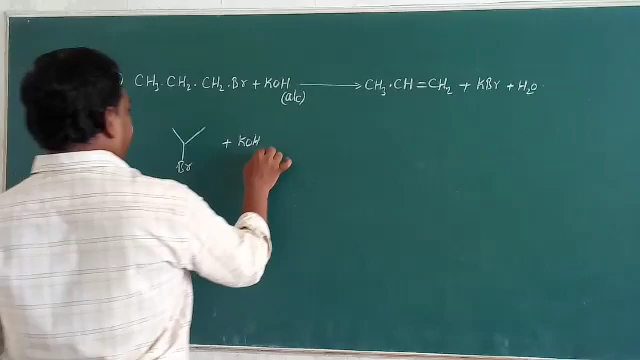 ) CH₃.CH₂.CH₂.Br + KOH ⟶ CH₃.CH=CH₂ + KBr + H₂O.
(alc)
+ KOH
Br